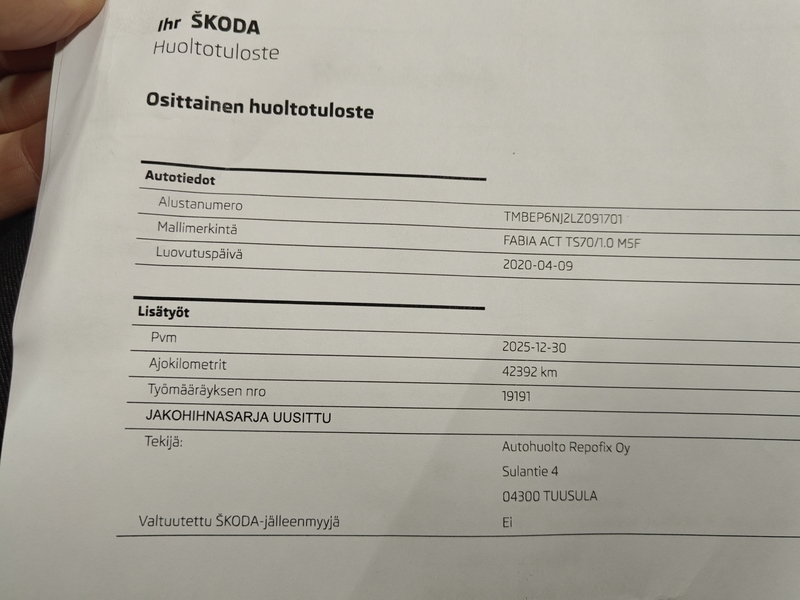 Ihr ŠKODA
Huoltotuloste
Osittainen huoltotuloste
Autotiedot
Alustanumero TMBEP6NJ2LZ091701
Mallimerkintä FABIA ACT TS70/1.0 M5F
Luovutuspäivä 2020-04-09
Lisätyöt
Pvm 2025-12-30
Ajokilometrit 42392 km
Työmääräyksen nro 19191
JAKOHIHNASARJA UUSITTU
Tekijä: Autohuolto Repofix Oy
Sulantie 4
04300 TUUSULA
Valtuutettu ŠKODA-jälleenmyyjä Ei